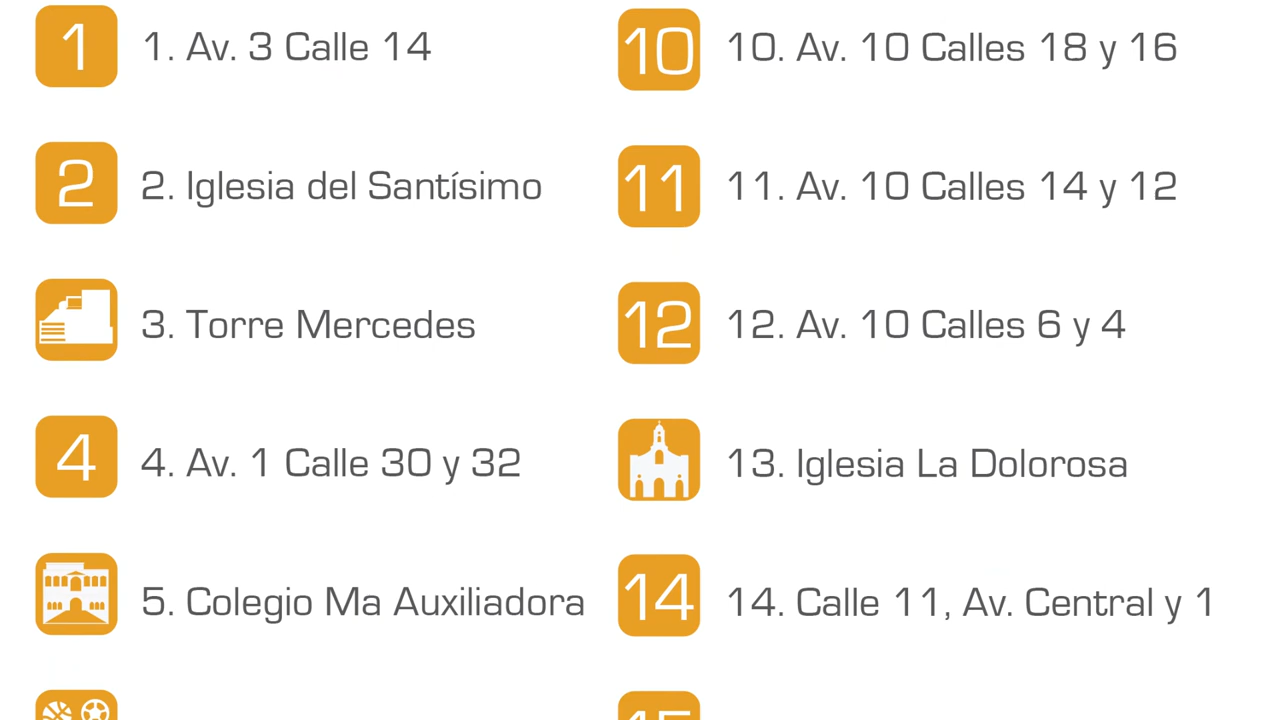 1 1. Av. 3 Calle 14
2 2. Iglesia del Santísimo
3. Torre Mercedes
4 4. Av. 1 Calle 30 y 32
5. Colegio Ma Auxiliadora
10 10. Av. 10 Calles 18 y 16
11 11. Av. 10 Calles 14 y 12
12 12. Av. 10 Calles 6 y 4
13. Iglesia La Dolorosa
14 14. Calle 11, Av. Central y 1
15